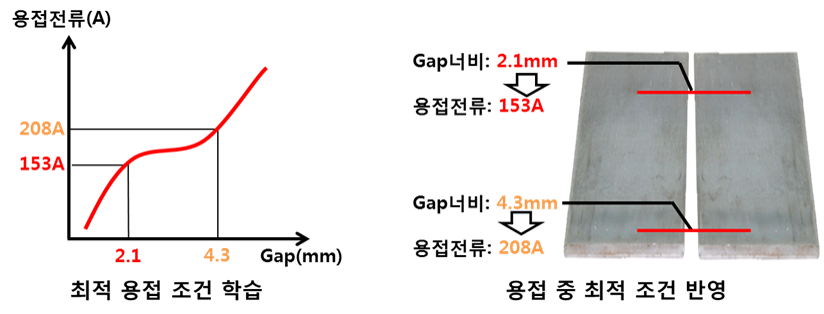 용접전류(A)
208A
153A
2.1
4.3
Gap(mm)
최적 용접 조건 학습
Gap너비: 2.1mm
용접전류: 153A
Gap너비: 4.3mm
용접전류: 208A
용접 중 최적 조건 반영